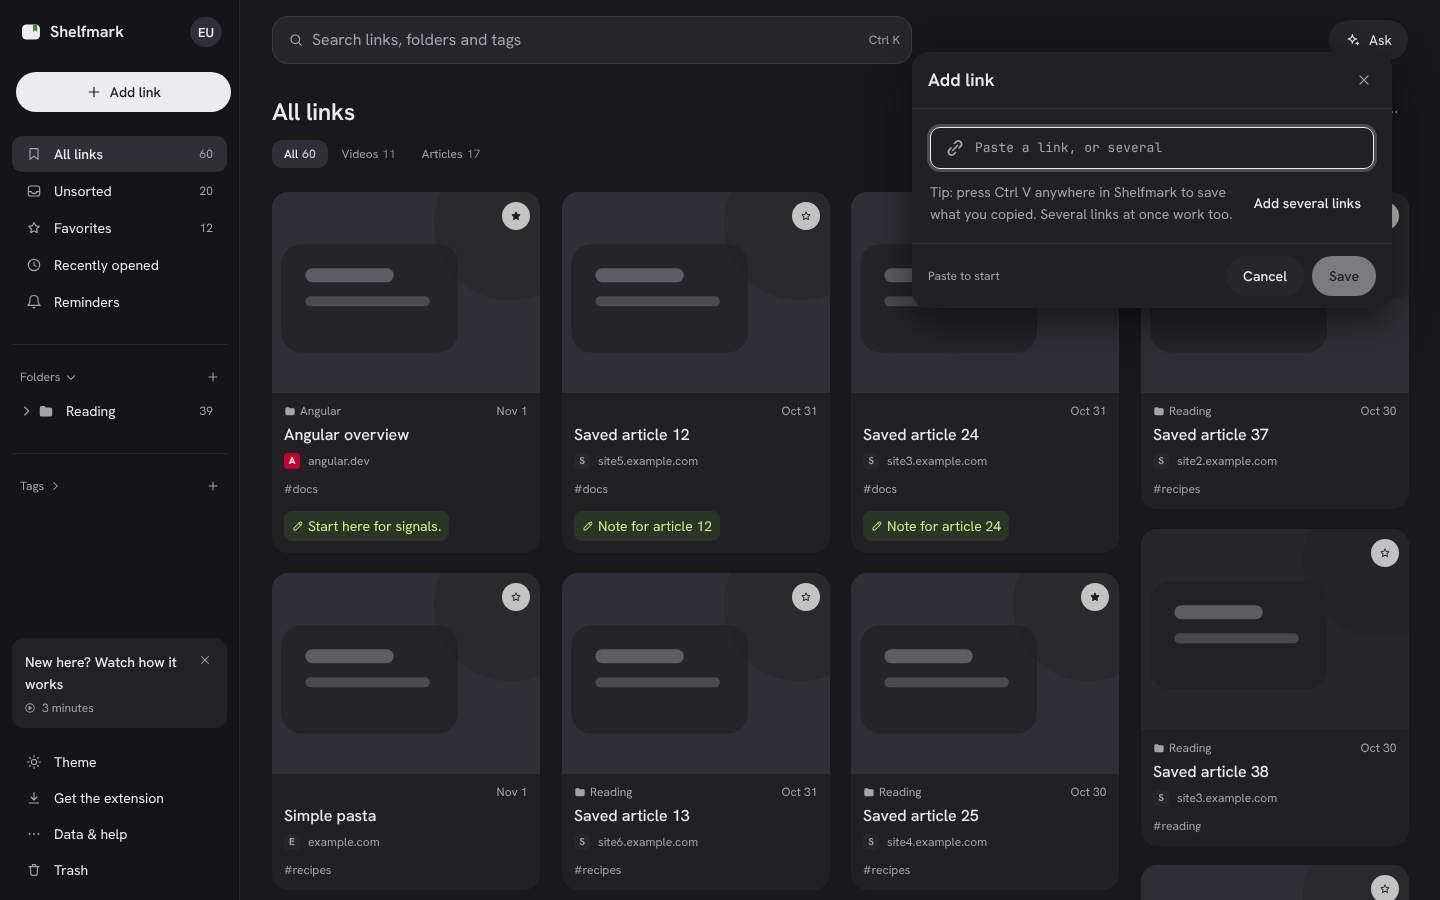 Shelfmark
EU
Add link
All links 60
Unsorted 20
Favorites 12
Recently opened
Reminders
Folders
Reading 39
Tags
New here? Watch how it
works
3 minutes
Theme
Get the extension
Data & help
Trash
Search links, folders and tags Ctrl K
Ask
All links
All 60 Videos 11 Articles 17
Add link
Paste a link, or several
Tip: press Ctrl V anywhere in Shelfmark to save
what you copied. Several links at once work too.
Add several links
Paste to start
Cancel
Save
Angular Nov 1
Angular overview
A angular.dev
#docs
Start here for signals.
Oct 31
Saved article 12
S site5.example.com
#docs
Note for article 12
Oct 31
Saved article 24
S site3.example.com
#docs
Note for article 24
Reading Oct 30
Saved article 37
S site2.example.com
#recipes
Nov 1
Simple pasta
E example.com
#recipes
Reading Oct 31
Saved article 13
S site6.example.com
#recipes
Reading Oct 30
Saved article 25
S site4.example.com
#recipes
Reading Oct 30
Saved article 38
S site3.example.com
#reading